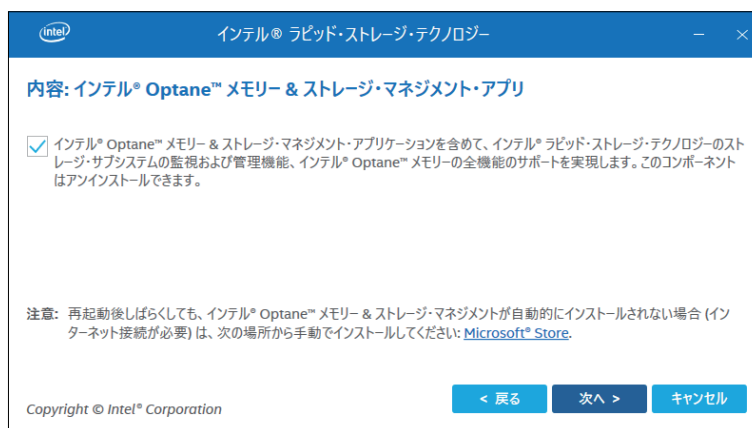 intel
インテル® ラピッド・ストレージ・テクノロジー
内容: インテル® Optane™ メモリー & ストレージ・マネジメント・アプリ
インテル® Optane™ メモリー & ストレージ・マネジメント・アプリケーションを含めて、インテル® ラピッド・ストレージ・テクノロジーのスト
レージ・サブシステムの監視および管理機能、インテル® Optane™ メモリーの全機能のサポートを実現します。このコンポーネント
はアンインストールできます。
注意: 再起動後しばらくしても、インテル® Optane™ メモリー & ストレージ・マネジメントが自動的にインストールされない場合 (イン
ターネット接続が必要) は、次の場所から手動でインストールしてください: Microsoft® Store.
< 戻る 次へ > キャンセル
Copyright © Intel® Corporation